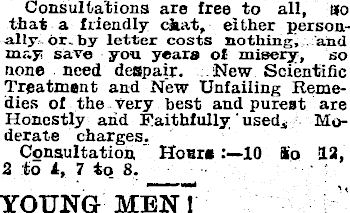 Consultations are free to all, so
that a friendly chat, either person-
ally or by letter costs nothing, and
may save you years of misery, so
none need despair. New Scientific
Treatment and New Unfailing Reme-
dies of the very best and purest are
Honestly and Faithfully used, Mo-
derate charges.
Consultation Hours :—10 to 12,
2 to 4, 7 to 8.
YOUNG MEN!